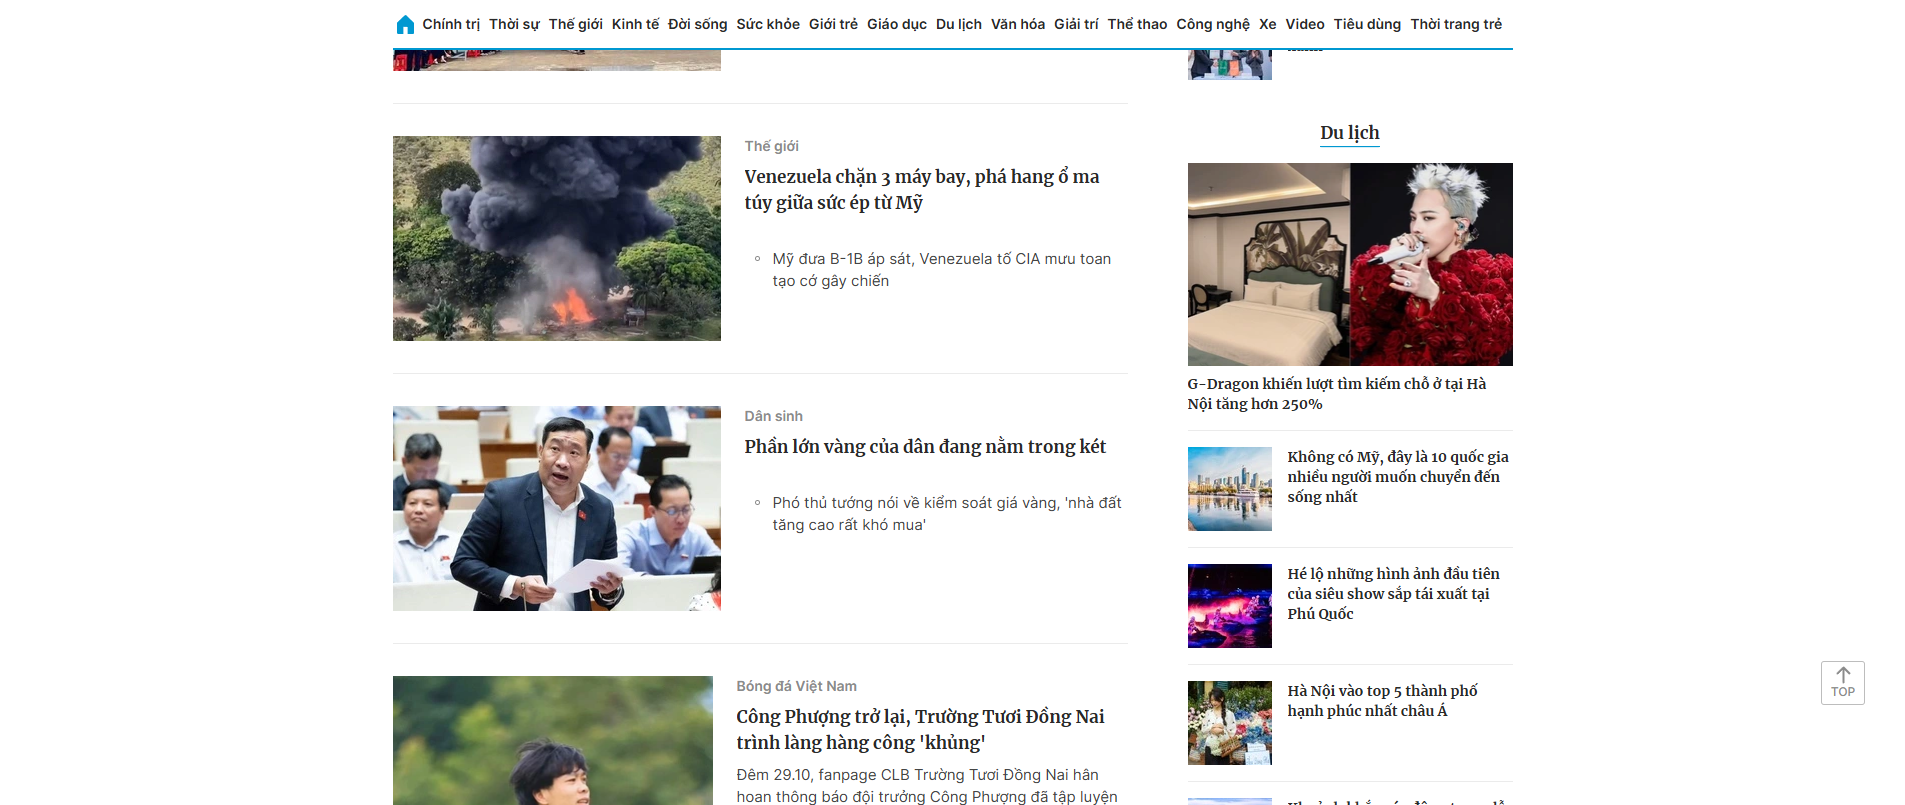 Chính trị Thời sự Thế giới Kinh tế Đời sống Sức khỏe Giới trẻ Giáo dục Du lịch Văn hóa Giải trí Thể thao Công nghệ Xe Video Tiêu dùng Thời trang trẻ
Thế giới
Venezuela chặn 3 máy bay, phá hang ổ ma
túy giữa sức ép từ Mỹ
Mỹ đưa B-1B áp sát, Venezuela tố CIA mưu toan
tạo cớ gây chiến
Dân sinh
Phần lớn vàng của dân đang nằm trong két
Phó thủ tướng nói về kiểm soát giá vàng, 'nhà đất
tăng cao rất khó mua'
Bóng đá Việt Nam
Công Phượng trở lại, Trường Tươi Đồng Nai
trình làng hàng công 'khủng'
Đêm 29.10, fanpage CLB Trường Tươi Đồng Nai hân
hoan thông báo đội trưởng Công Phượng đã tập luyện
Du lịch
G-Dragon khiến lượt tìm kiếm chỗ ở tại Hà
Nội tăng hơn 250%
Không có Mỹ, đây là 10 quốc gia
nhiều người muốn chuyển đến
sống nhất
Hé lộ những hình ảnh đầu tiên
của siêu show sắp tái xuất tại
Phú Quốc
Hà Nội vào top 5 thành phố
hạnh phúc nhất châu Á
TOP